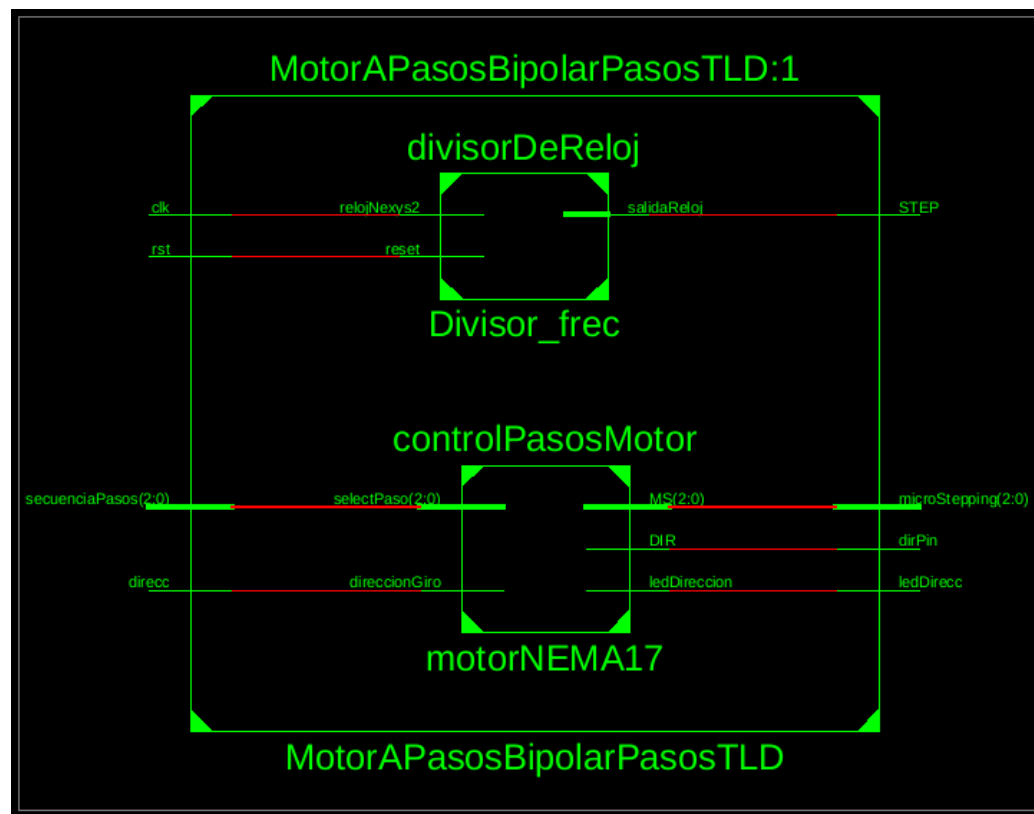 MotorAPasosBipolarPasosTLD:1
divisorDeReloj
clk relojNexys2 salidaReloj STEP
rst reset
Divisor_frec
controlPasosMotor
secuenciaPasos(2:0) selectPaso(2:0) MS(2:0) microStepping(2:0)
DIR dirPin
direcc direccionGiro ledDireccion ledDirecc
motorNEMA17
MotorAPasosBipolarPasosTLD